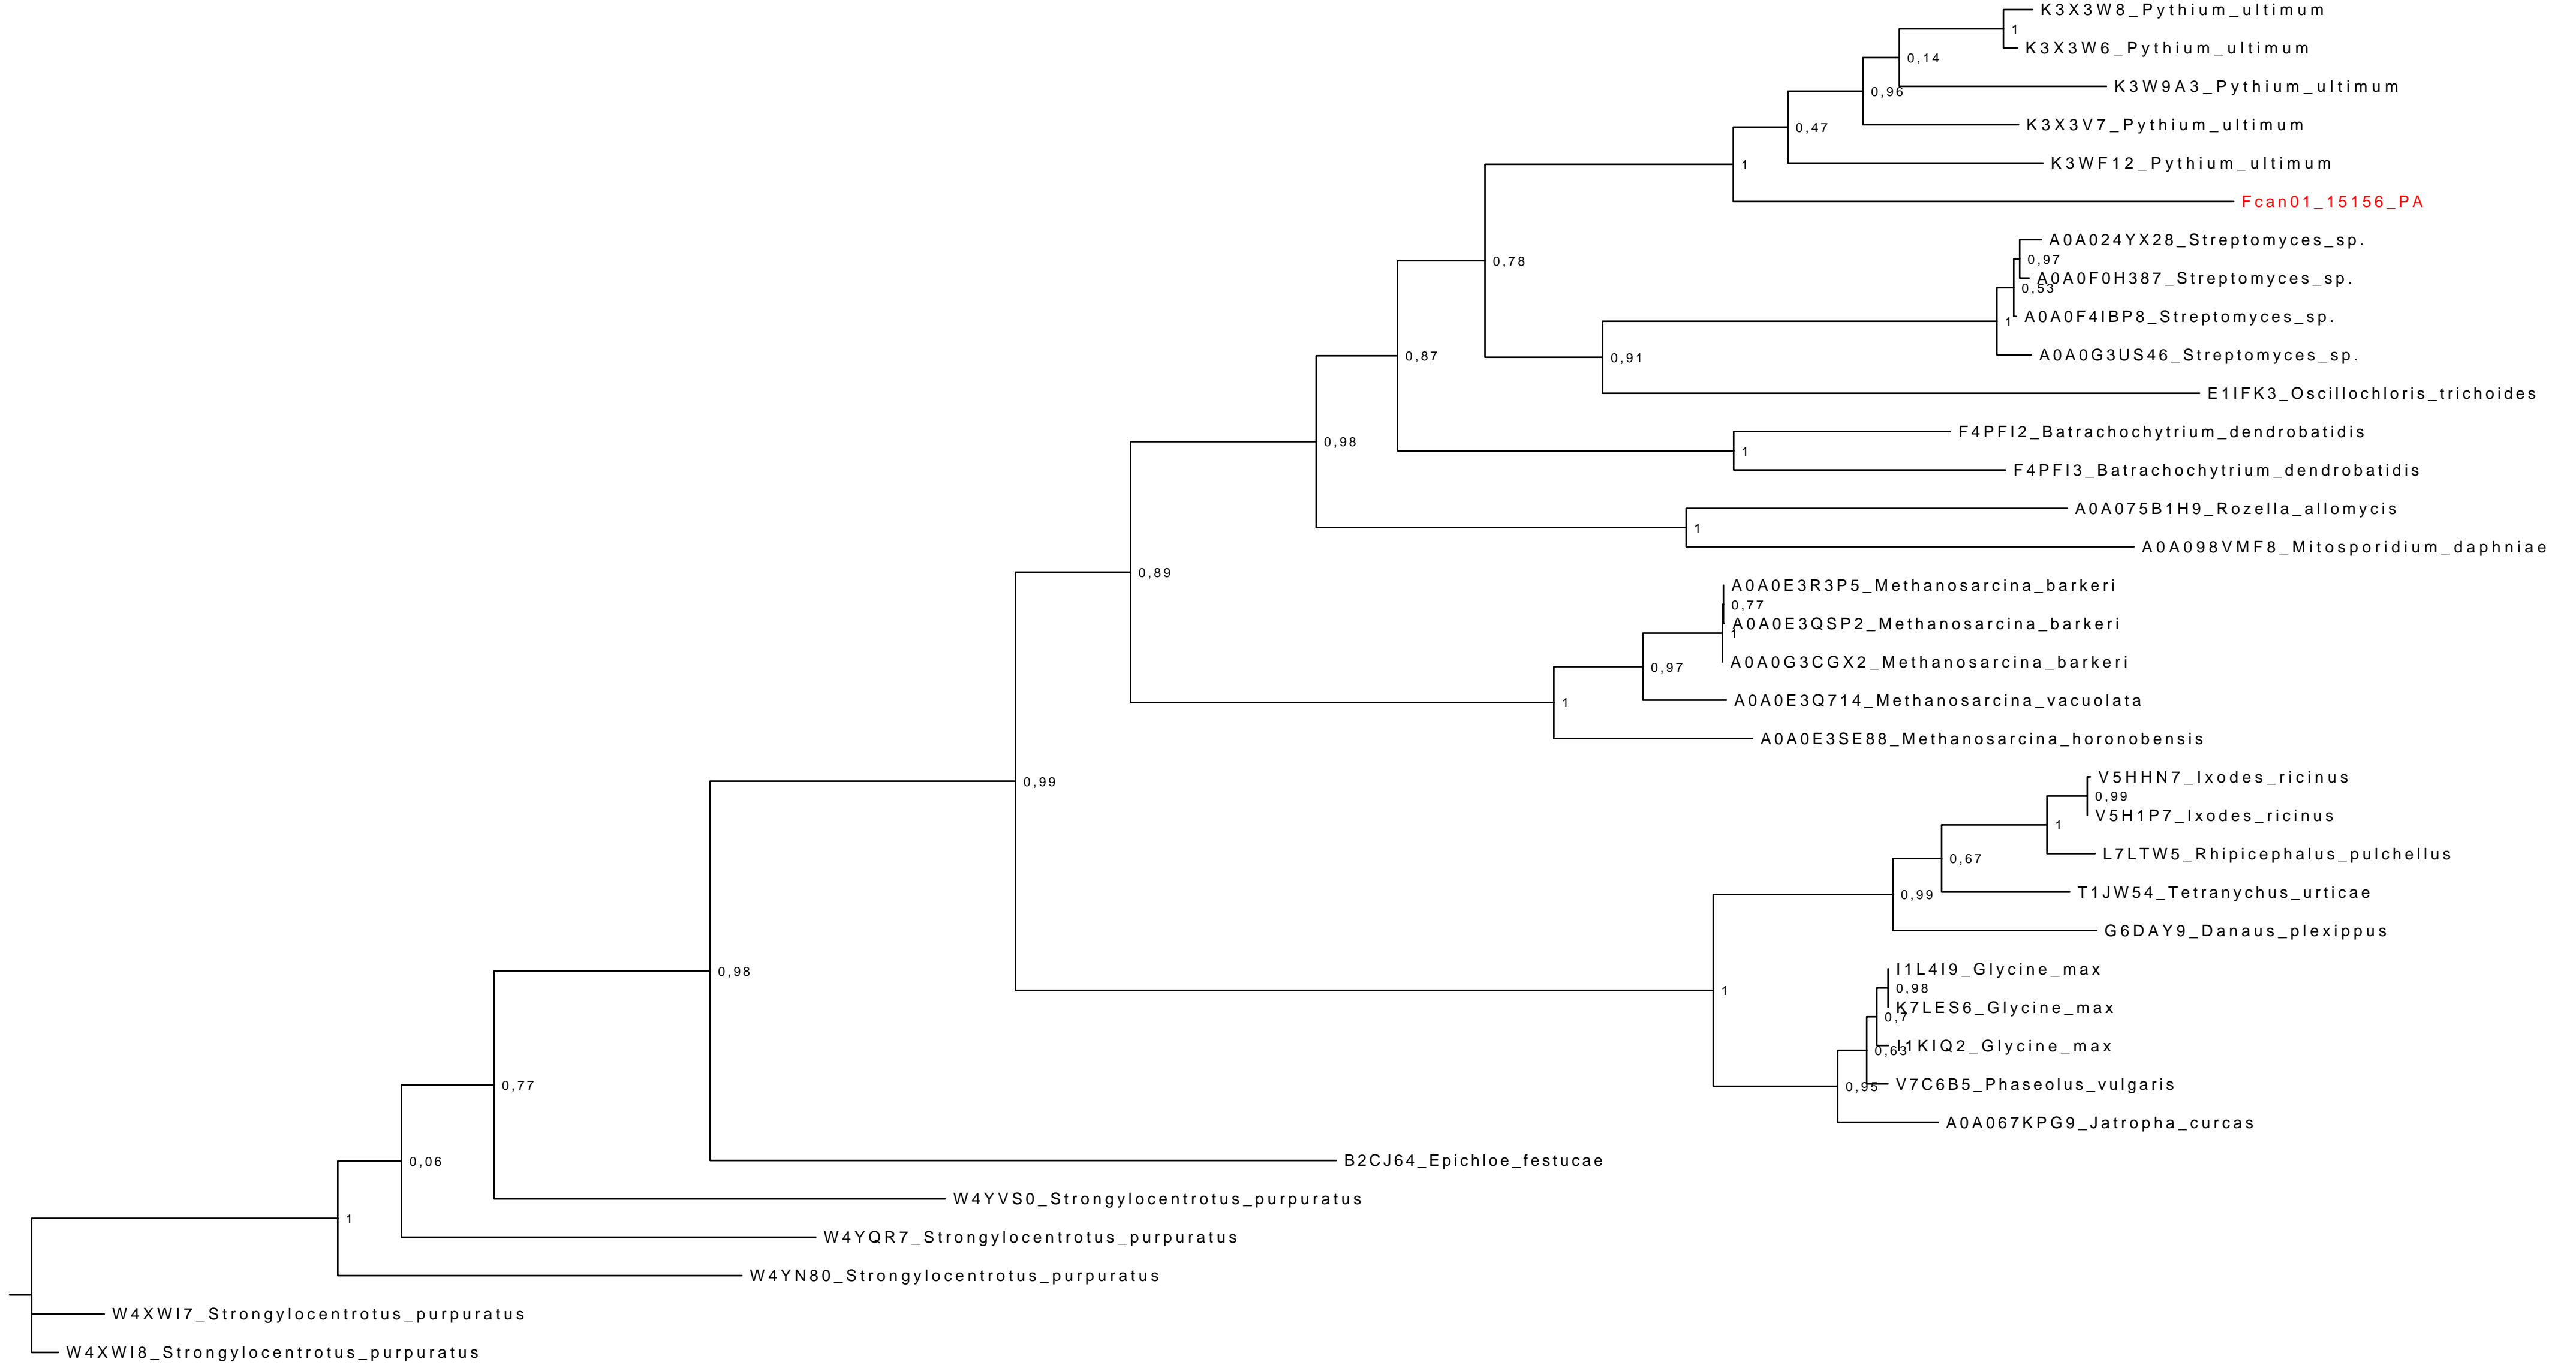 K3X3W8_Pythium_ultimum
1
K3X3W6_Pythium_ultimum
0,14
K3W9A3_Pythium_ultimum
0,96
K3X3V7_Pythium_ultimum
0,47
K3WF12_Pythium_ultimum
1
Fcan01_15156_PA
A0A024YX28_Streptomyces_sp.
0,97
0,78
A0A0F0H387_Streptomyces_sp.
0,53
A0A0F4IBP8_Streptomyces_sp.
1
A0A0G3US46_Streptomyces_sp.
0,87
0,91
E1IFK3_Oscillochloris_trichoides
F4PFI2_Batrachochytrium_dendrobatidis
0,98
1
F4PFI3_Batrachochytrium_dendrobatidis
A0A075B1H9_Rozella_allomycis
1
A0A098VMF8_Mitosporidium_daphniae
0,89
A0A0E3R3P5_Methanosarcina_barkeri
0,77
A0A0E3QSP2_Methanosarcina_barkeri
1
A0A0G3CGX2_Methanosarcina_barkeri
0,97
A0A0E3Q714_Methanosarcina_vacuolata
1
A0A0E3SE88_Methanosarcina_horonobensis
V5HHN7_Ixodes_ricinus
0,99
0,99
V5H1P7_Ixodes_ricinus
1
L7LTW5_Rhipicephalus_pulchellus
0,67
T1JW54_Tetranychus_urticae
0,99
G6DAY9_Danaus_plexippus
I1L4I9_Glycine_max
0,98
0,98
1
K7LES6_Glycine_max
0,7
I1KIQ2_Glycine_max
0,63
V7C6B5_Phaseolus_vulgaris
0,77
0,95
A0A067KPG9_Jatropha_curcas
B2CJ64_Epichloe_festucae
0,06
W4YVS0_Strongylocentrotus_purpuratus
1
W4YQR7_Strongylocentrotus_purpuratus
W4YN80_Strongylocentrotus_purpuratus
W4XWI7_Strongylocentrotus_purpuratus
W4XWI8_Strongylocentrotus_purpuratus